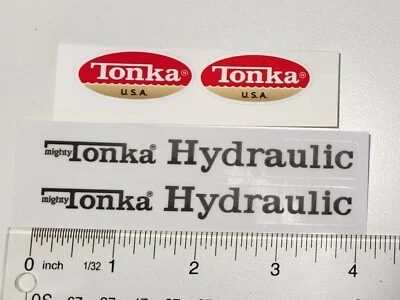 Tonka® Tonka®
U.S.A. U.S.A.
mighty Tonka® Hydraulic
mighty Tonka® Hydraulic
0 inch 1/32 1 2 3 4